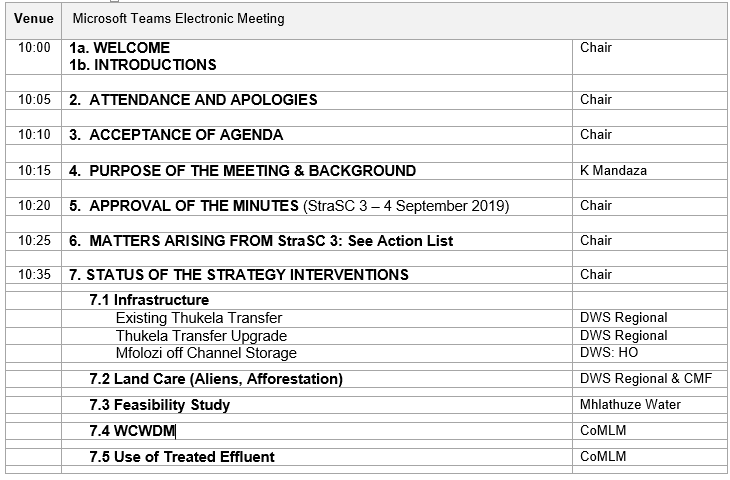 Venue Microsoft Teams Electronic Meeting
10:00 1a. WELCOME Chair
1b. INTRODUCTIONS
10:05 2. ATTENDANCE AND APOLOGIES Chair
10:10 3. ACCEPTANCE OF AGENDA Chair
10:15 4. PURPOSE OF THE MEETING & BACKGROUND K Mandaza
10:20 5. APPROVAL OF THE MINUTES (StraSC 3 – 4 September 2019) Chair
10:25 6. MATTERS ARISING FROM StraSC 3: See Action List Chair
10:35 7. STATUS OF THE STRATEGY INTERVENTIONS Chair
7.1 Infrastructure
Existing Thukela Transfer DWS Regional
Thukela Transfer Upgrade DWS Regional
Mfolozi off Channel Storage DWS: HO
7.2 Land Care (Aliens, Afforestation) DWS Regional & CMF
7.3 Feasibility Study Mhlathuze Water
7.4 WCWDM CoMLM
7.5 Use of Treated Effluent CoMLM